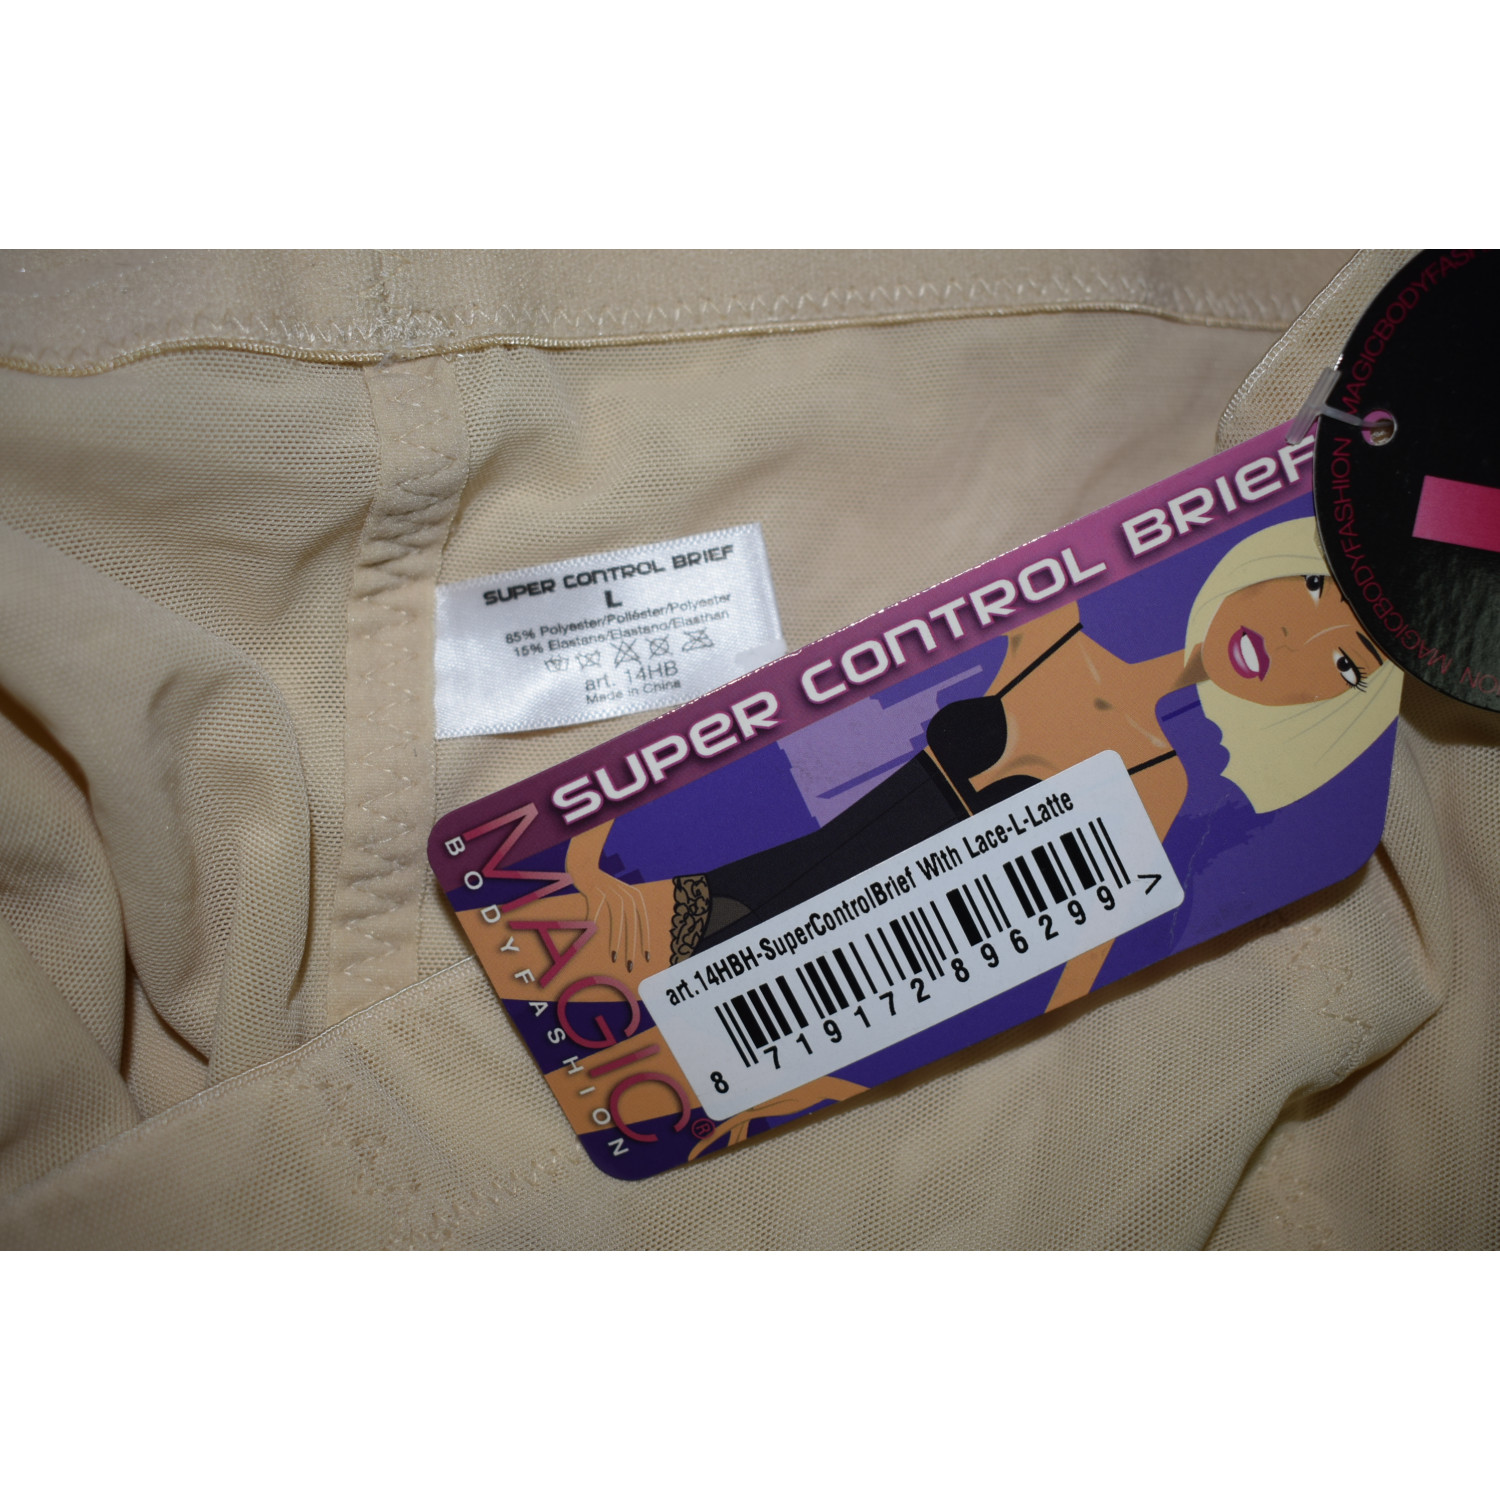 SUPER CONTROL BRIEF
L
85% Polyester/Poliéster/Polyester
15% Elastane/Elastano/Elasthan
art. 14HB
Made in China
SUPER CONTROL BRIEF
MAGIC®
BODYFASHION
art.14HBH-SuperControlBrief With Lace-L-Latte
8 719172 896299 >
MAGICBODYFASHION MAGICBODYFASHION